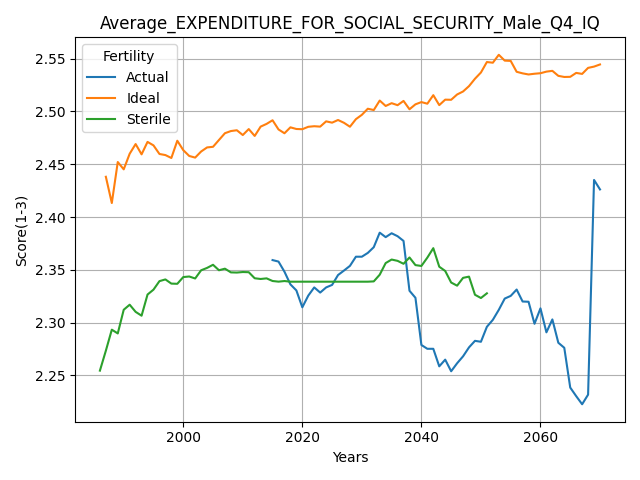 Average_EXPENDITURE_FOR_SOCIAL_SECURITY_Male_Q4_IQ
Fertility
Actual
Ideal
Sterile
Score(1-3)
2.55
2.50
2.45
2.40
2.35
2.30
2.25
2000
2020
2040
2060
Years